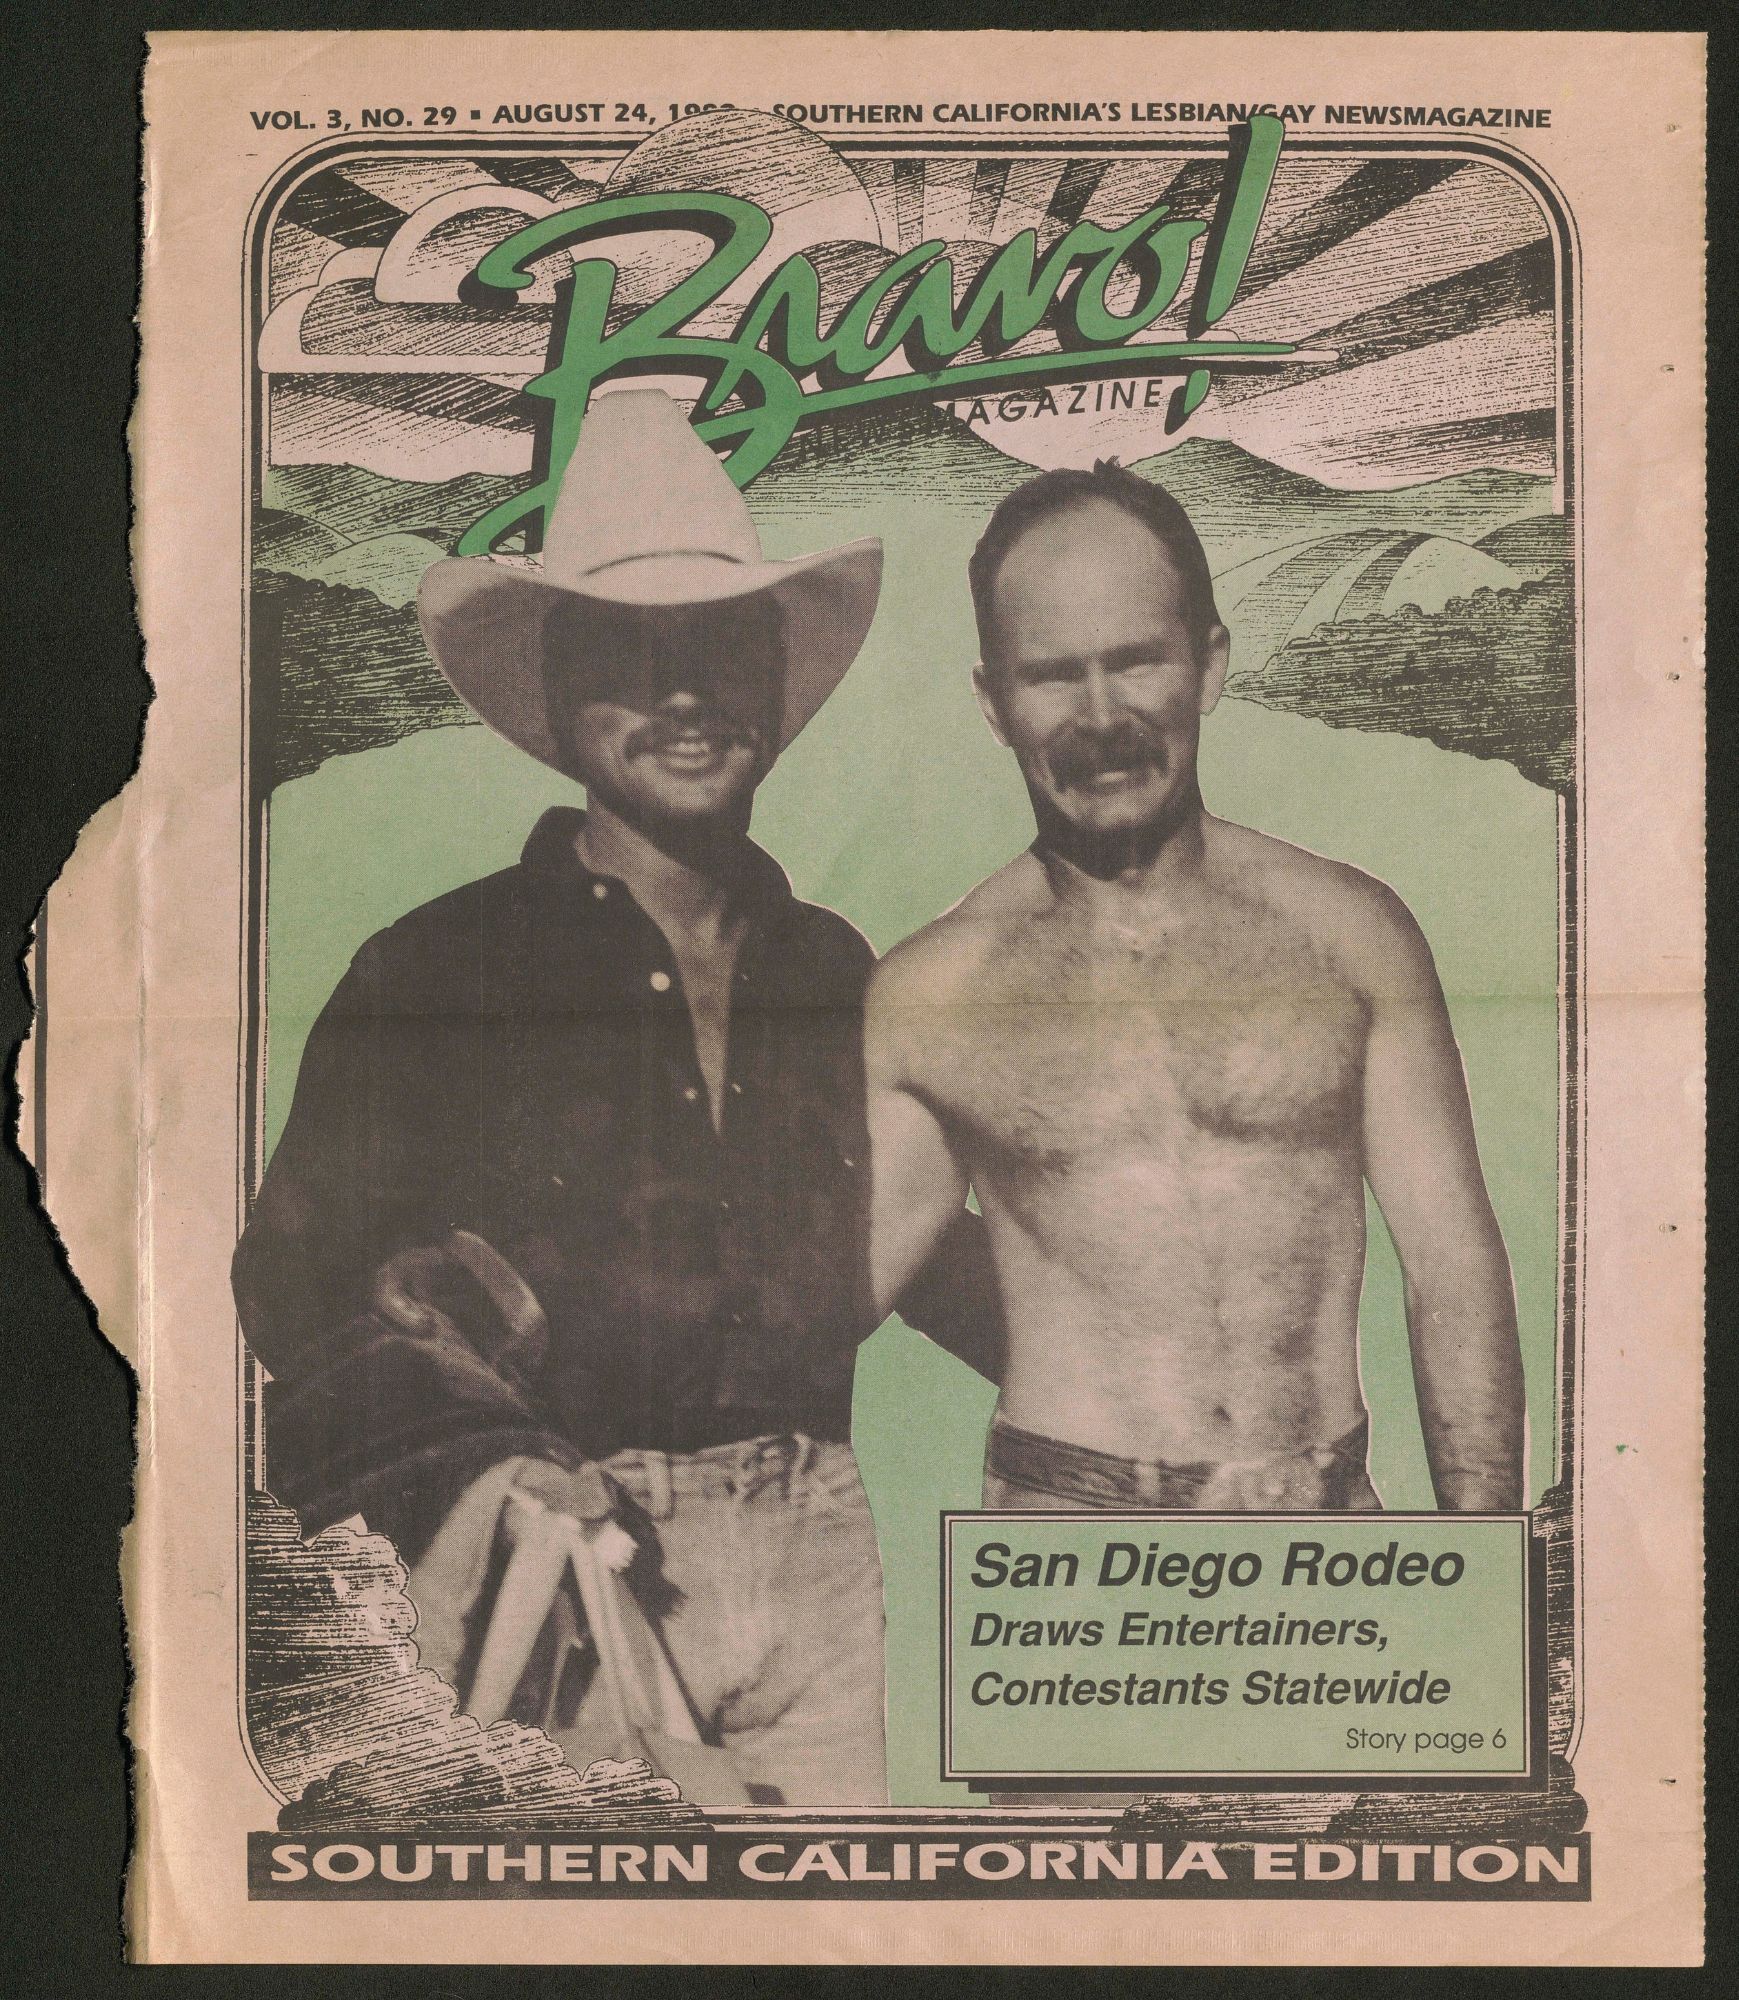 VOL. 3, NO. 29 ▪ AUGUST 24, SOUTHERN CALIFORNIA'S LESBIAN/GAY NEWSMAGAZINE
Bravo!
NEWSMAGAZINE
San Diego Rodeo
Draws Entertainers,
Contestants Statewide
Story page 6
SOUTHERN CALIFORNIA EDITION